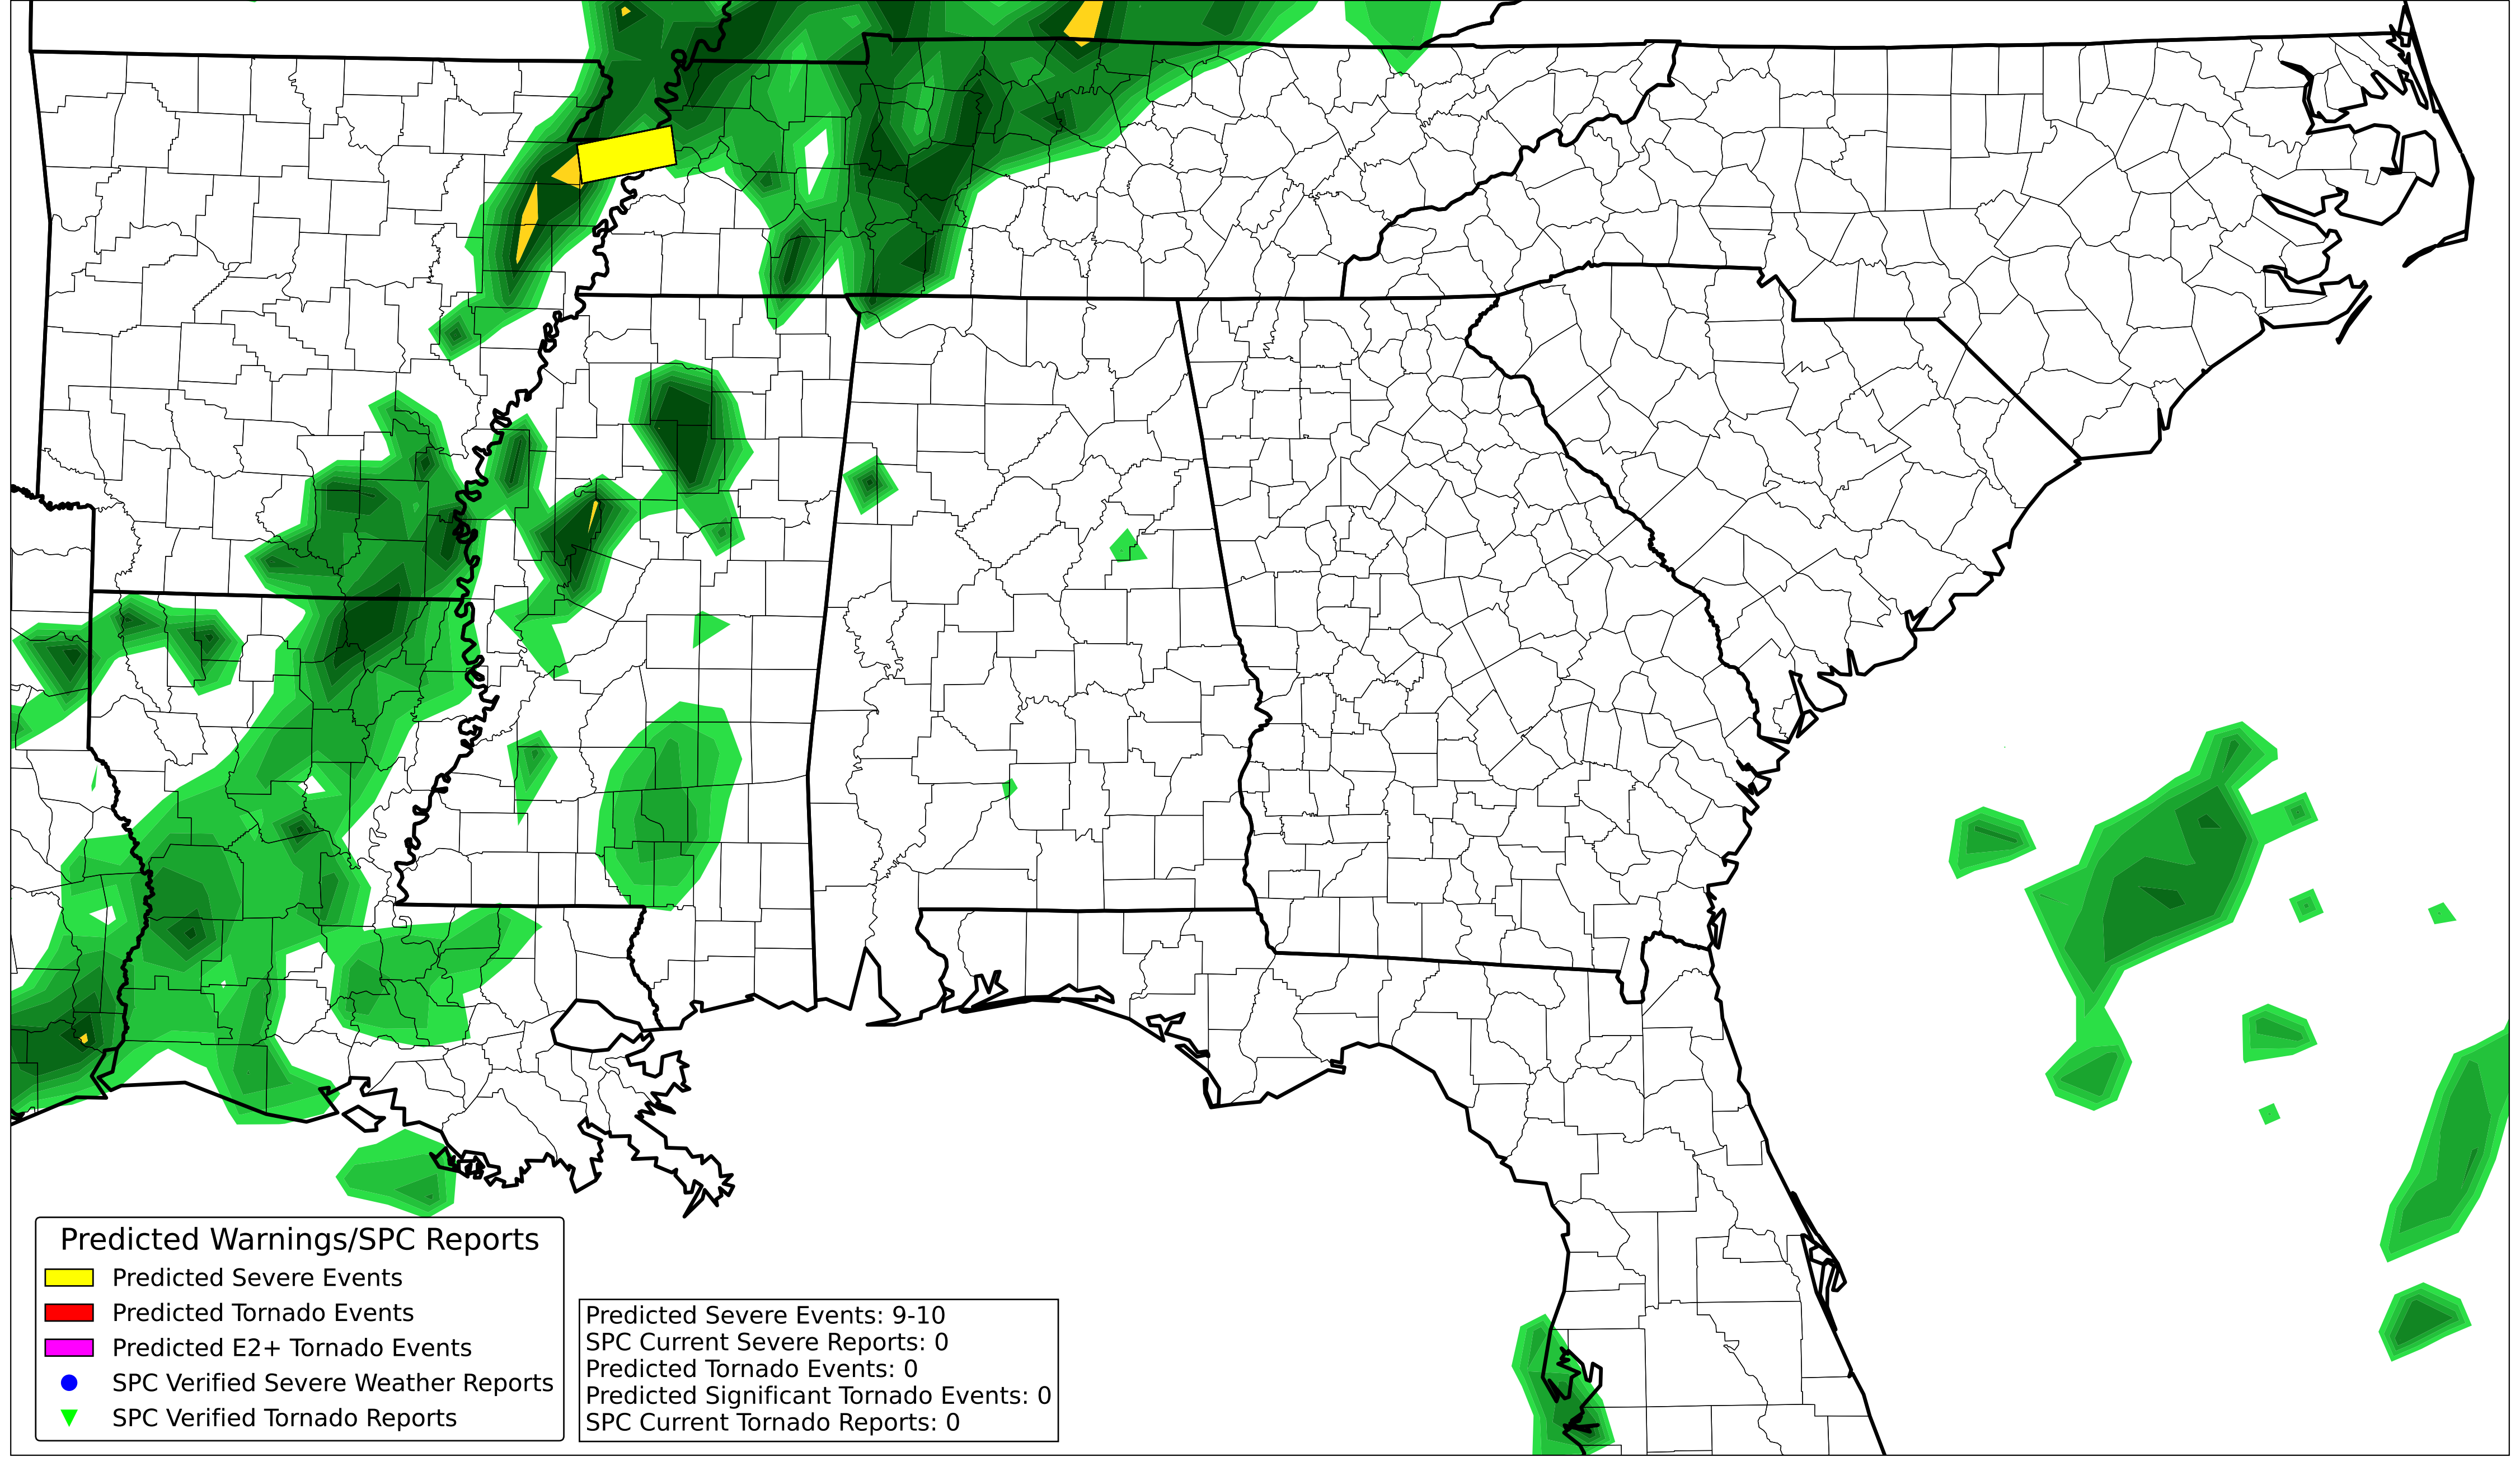 Predicted Warnings/SPC Reports
Predicted Severe Events
Predicted Tornado Events
Predicted E2+ Tornado Events
SPC Verified Severe Weather Reports
SPC Verified Tornado Reports
Predicted Severe Events: 9-10
SPC Current Severe Reports: 0
Predicted Tornado Events: 0
Predicted Significant Tornado Events: 0
SPC Current Tornado Reports: 0